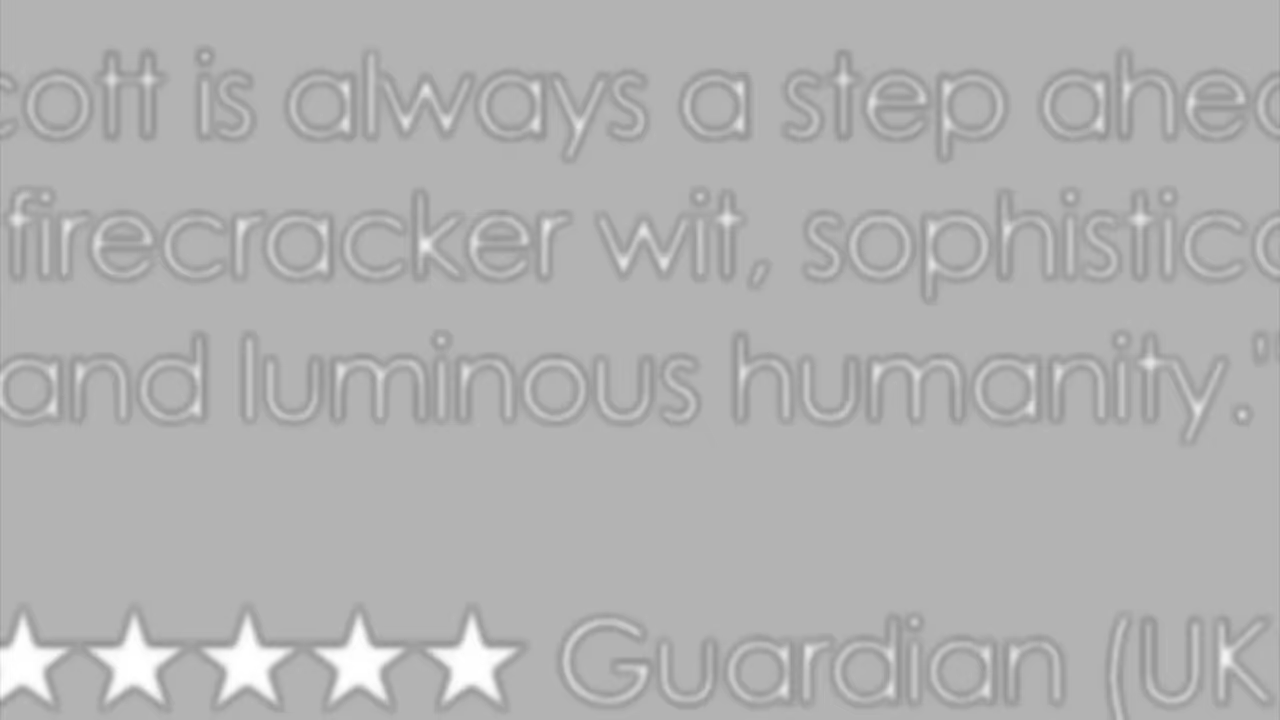 cott is always a step ahea
firecracker wit, sophistica
and luminous humanity."
★★★★★ Guardian (UK